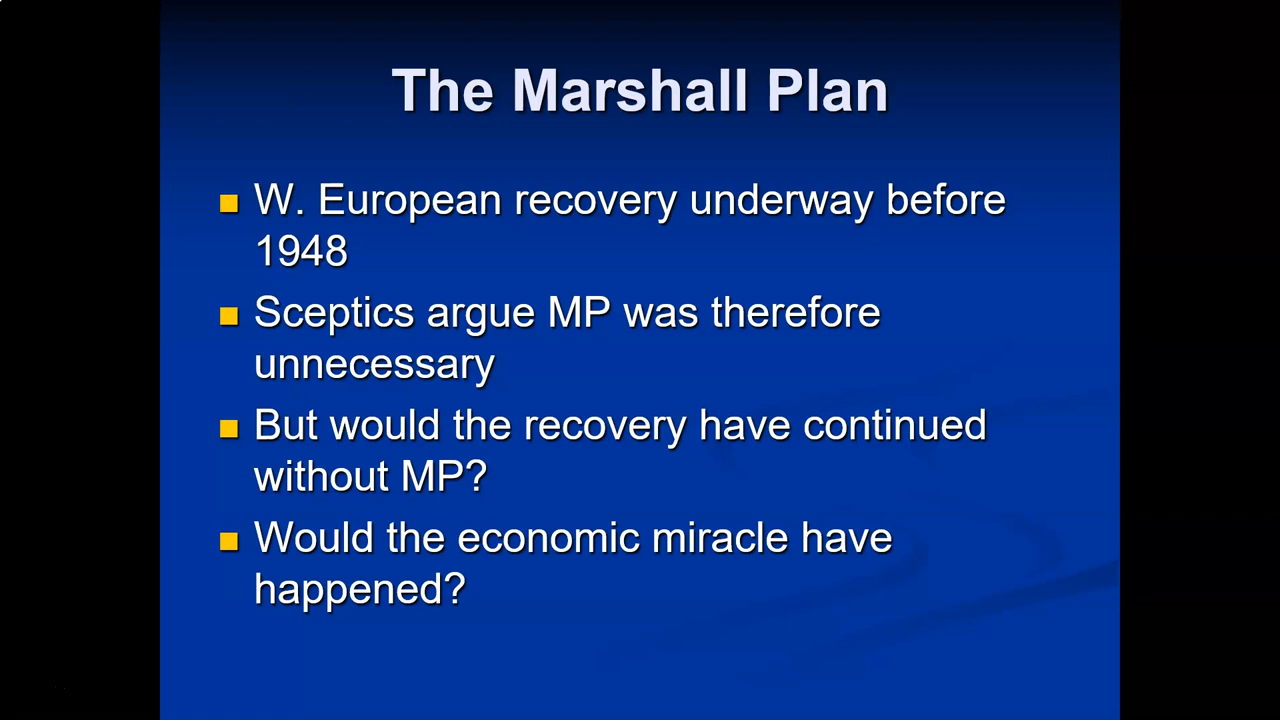 The Marshall Plan
W. European recovery underway before
1948
Sceptics argue MP was therefore
unnecessary
But would the recovery have continued
without MP?
Would the economic miracle have
happened?